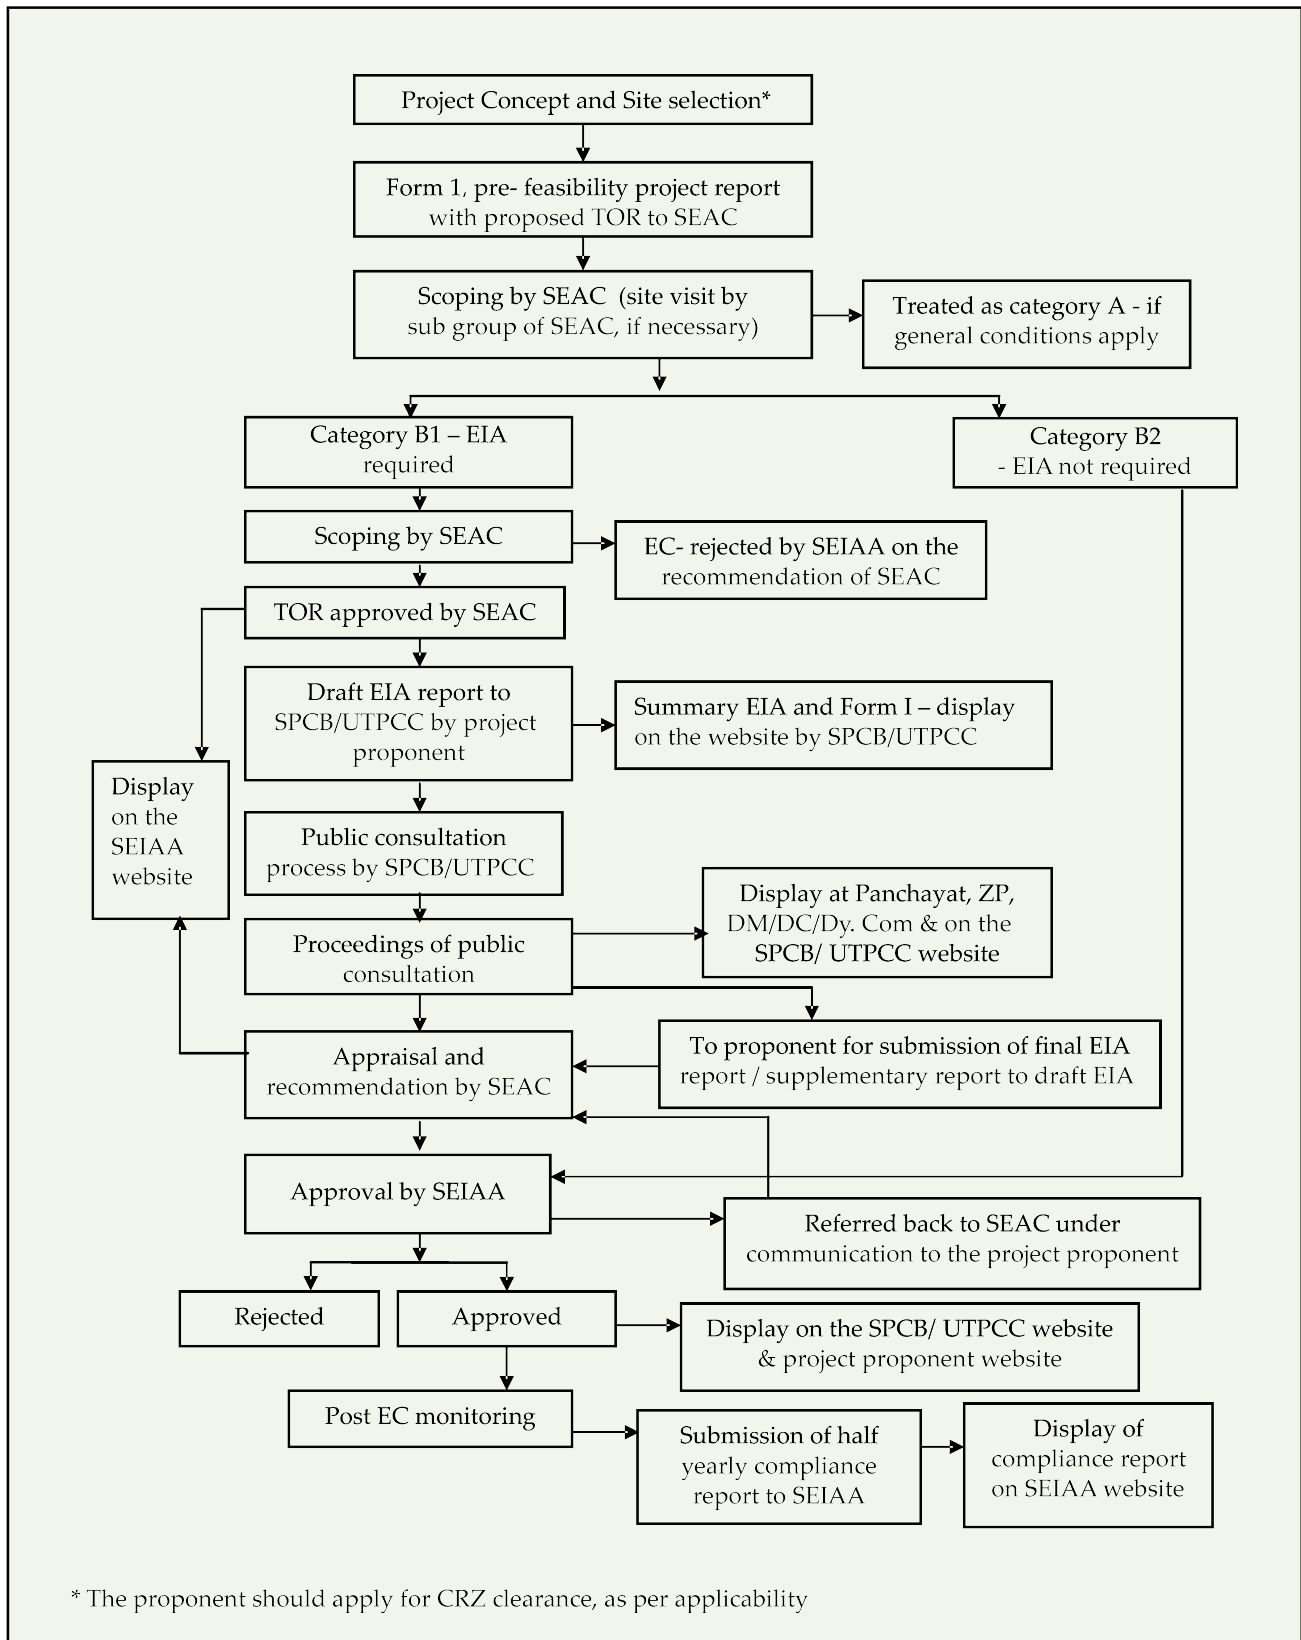 Project Concept and Site selection*
Form 1, pre- feasibility project report
with proposed TOR to SEAC
Scoping by SEAC (site visit by
sub group of SEAC, if necessary)
Treated as category A - if
general conditions apply
Category B1 – EIA
required
Category B2
- EIA not required
Scoping by SEAC
EC- rejected by SEIAA on the
recommendation of SEAC
TOR approved by SEAC
Draft EIA report to
SPCB/UTPCC by project
proponent
Summary EIA and Form I – display
on the website by SPCB/UTPCC
Display
on the
SEIAA
website
Public consultation
process by SPCB/UTPCC
Display at Panchayat, ZP,
DM/DC/Dy. Com & on the
SPCB/ UTPCC website
Proceedings of public
consultation
To proponent for submission of final EIA
report / supplementary report to draft EIA
Appraisal and
recommendation by SEAC
Approval by SEIAA
Referred back to SEAC under
communication to the project proponent
Rejected
Approved
Display on the SPCB/ UTPCC website
& project proponent website
Post EC monitoring
Submission of half
yearly compliance
report to SEIAA
Display of
compliance report
on SEIAA website
* The proponent should apply for CRZ clearance, as per applicability